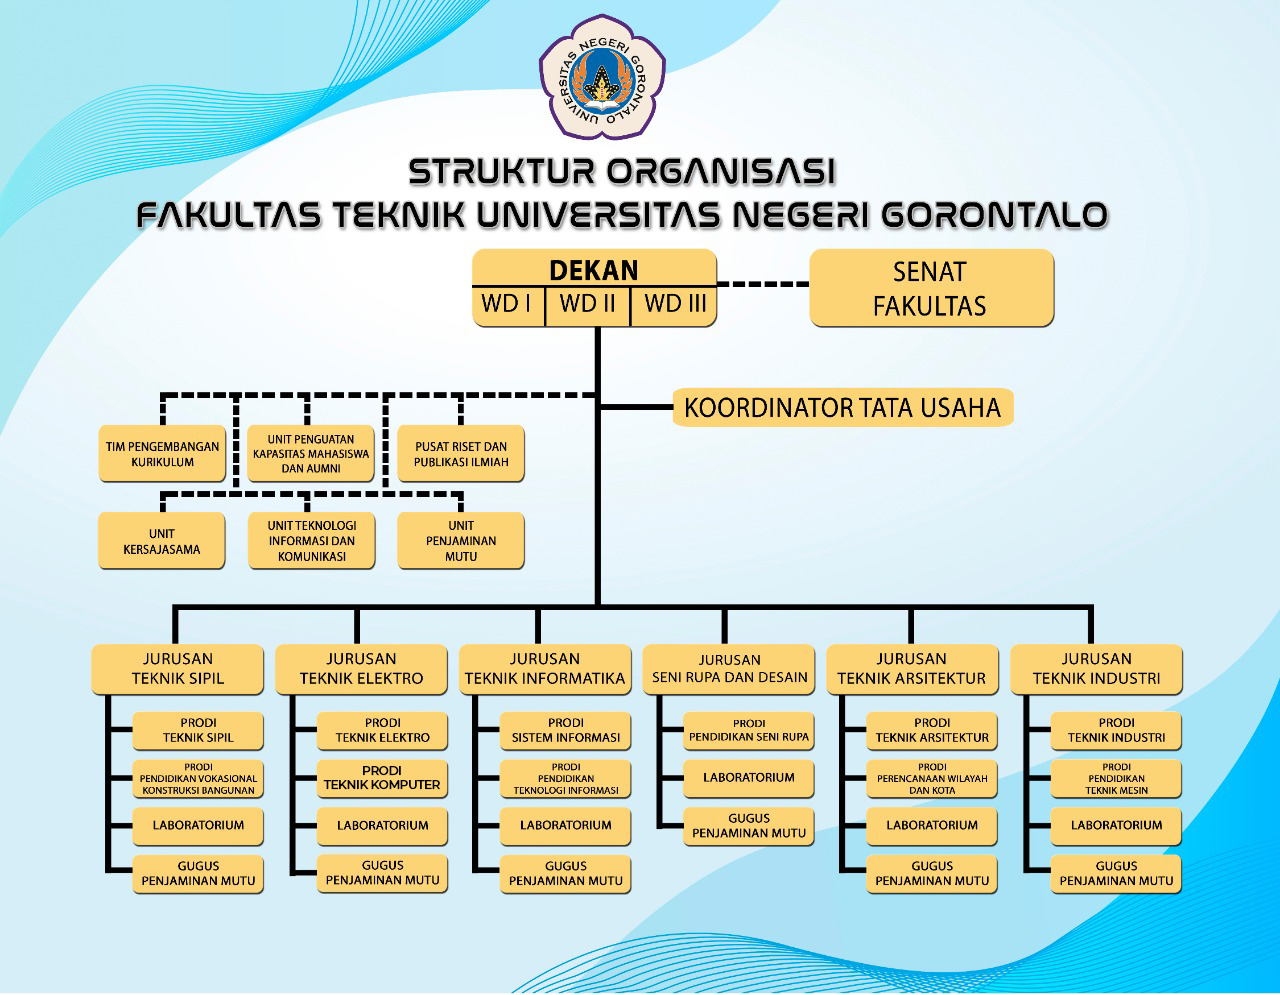 UNIVERSITAS NEGERI GORONTALO
STRUKTUR ORGANISASI
FAKULTAS TEKNIK UNIVERSITAS NEGERI GORONTALO
DEKAN
WD I
WD II
WD III
SENAT
FAKULTAS
KOORDINATOR TATA USAHA
TIM PENGEMBANGAN
KURIKULUM
UNIT PENGUATAN
KAPASITAS MAHASISWA
DAN AUMNI
PUSAT RISET DAN
PUBLIKASI ILMIAH
UNIT
KERSAJASAMA
UNIT TEKNOLOGI
INFORMASI DAN
KOMUNIKASI
UNIT
PENJAMINAN
MUTU
JURUSAN
TEKNIK SIPIL
PRODI
TEKNIK SIPIL
PRODI
PENDIDIKAN VOKASIONAL
KONSTRUKSI BANGUNAN
LABORATORIUM
GUGUS
PENJAMINAN MUTU
JURUSAN
TEKNIK ELEKTRO
PRODI
TEKNIK ELEKTRO
PRODI
TEKNIK KOMPUTER
LABORATORIUM
GUGUS
PENJAMINAN MUTU
JURUSAN
TEKNIK INFORMATIKA
PRODI
SISTEM INFORMASI
PRODI
PENDIDIKAN
TEKNOLOGI INFORMASI
LABORATORIUM
GUGUS
PENJAMINAN MUTU
JURUSAN
SENI RUPA DAN DESAIN
PRODI
PENDIDIKAN SENI RUPA
LABORATORIUM
GUGUS
PENJAMINAN MUTU
JURUSAN
TEKNIK ARSITEKTUR
PRODI
TEKNIK ARSITEKTUR
PRODI
PERENCANAAN WILAYAH
DAN KOTA
LABORATORIUM
GUGUS
PENJAMINAN MUTU
JURUSAN
TEKNIK INDUSTRI
PRODI
TEKNIK INDUSTRI
PRODI
PENDIDIKAN
TEKNIK MESIN
LABORATORIUM
GUGUS
PENJAMINAN MUTU